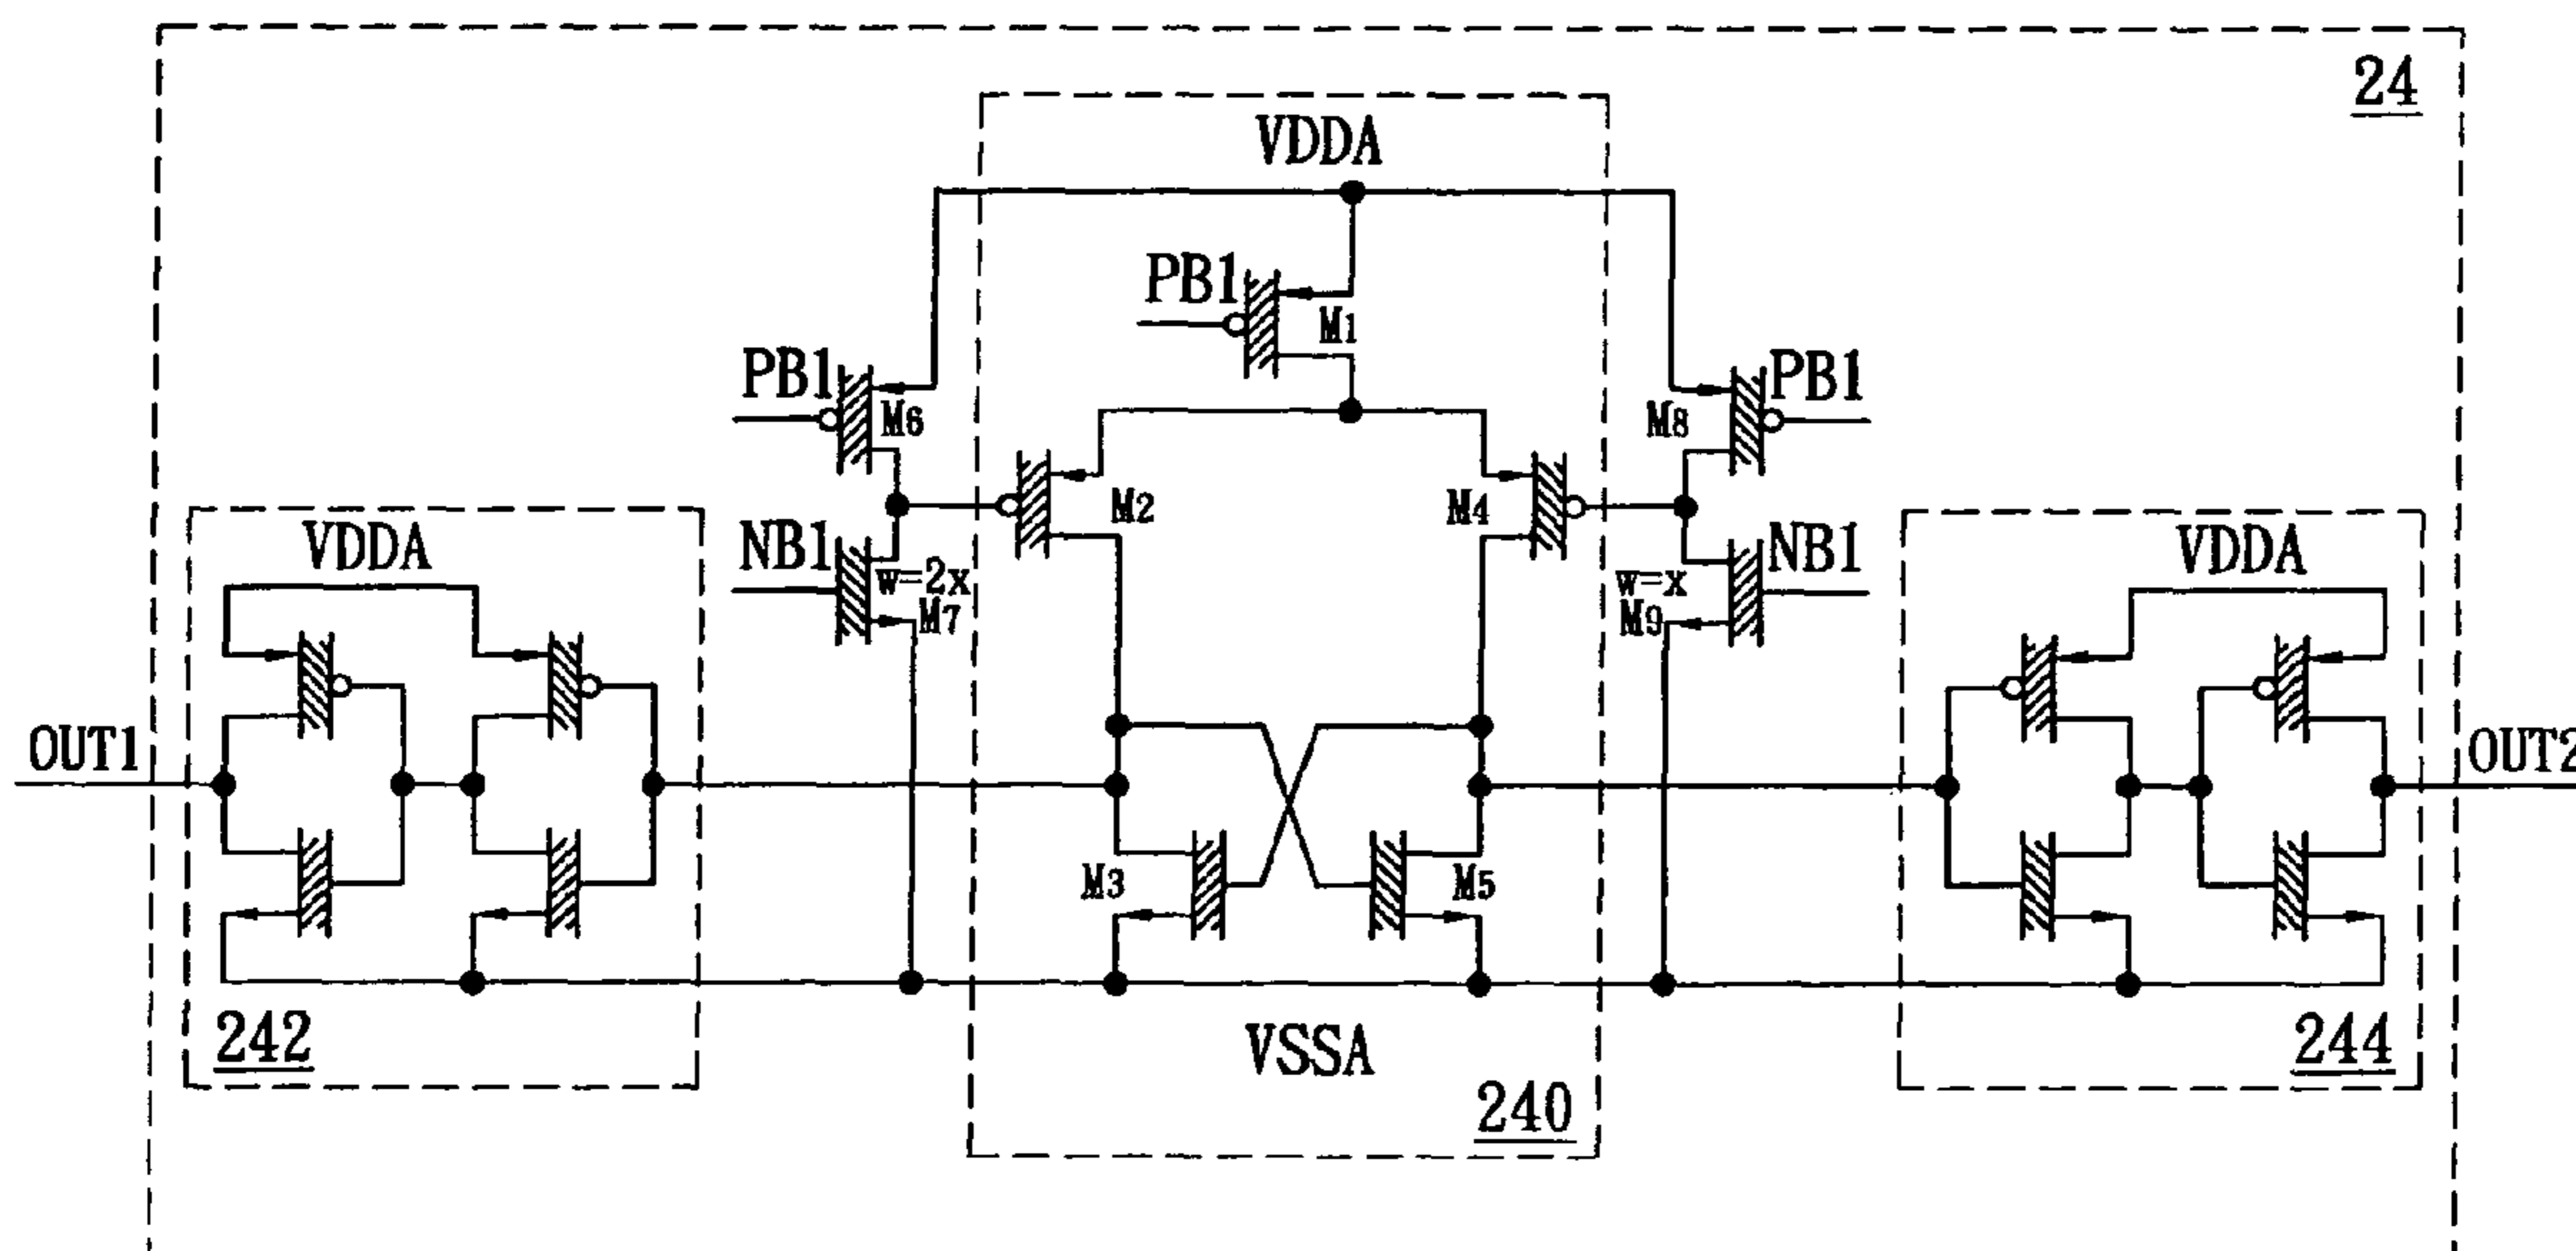 24
VDDA
PB1
M1
PB1
M6
M8
PB1
M2
M4
VDDA
NB1
w=2x
M7
w=x
M9
NB1
VDDA
OUT1
OUT2
M3
M5
242
VSSA
240
244